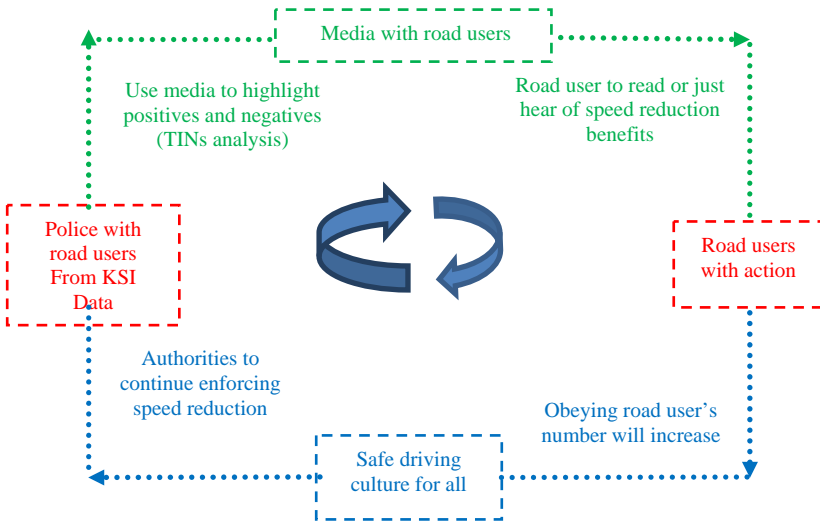 Media with road users
Use media to highlight
positives and negatives
(TINs analysis)
Road user to read or just
hear of speed reduction
benefits
Police with
road users
From KSI
Data
Road users
with action
Authorities to
continue enforcing
speed reduction
Obeying road user’s
number will increase
Safe driving
culture for all